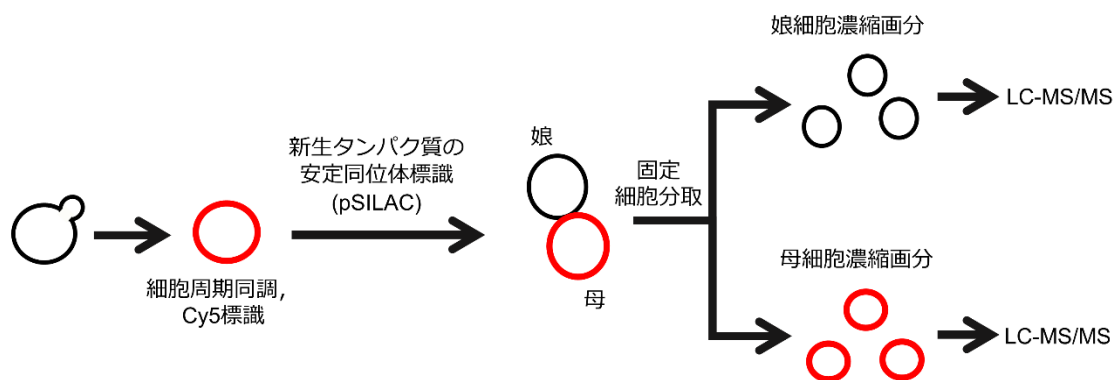 娘細胞濃縮画分
LC-MS/MS
新生タンパク質の
安定同位体標識
(pSILAC)
娘
固定
細胞分取
細胞周期同調,
Cy5標識
母
母細胞濃縮画分
LC-MS/MS